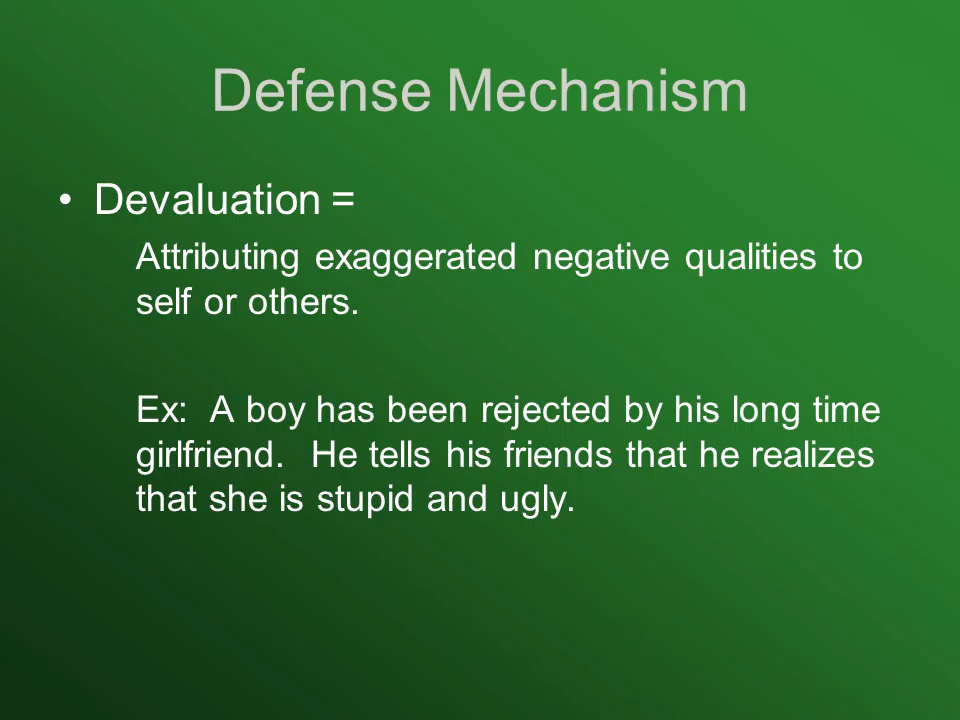 Defense Mechanism
• Devaluation =
Attributing exaggerated negative qualities to
self or others.
Ex:  A boy has been rejected by his long time
girlfriend.  He tells his friends that he realizes
that she is stupid and ugly.